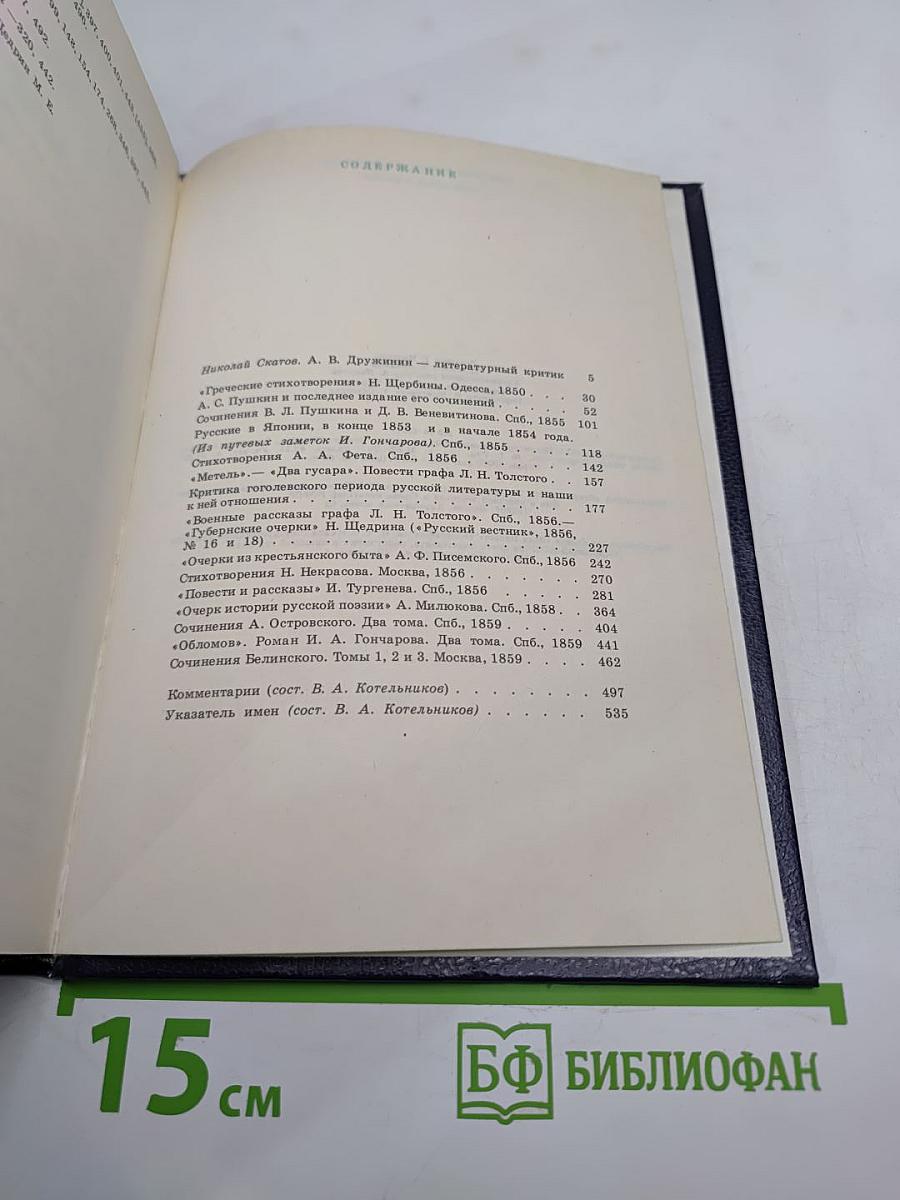 492.
320, 442.
М. Е.
СОДЕРЖАНИЕ
Николай Скатов. А. В. Дружинин — литературный критик 5
«Греческие стихотворения» Н. Щербины. Одесса, 1850 . . . 30
А. С. Пушкин и последнее издание его сочинений . . . . . 52
Сочинения В. Л. Пушкина и Д. В. Веневитинова. Спб., 1855 101
Русские в Японии, в конце 1853 и в начале 1854 года.
(Из путевых заметок И. Гончарова). Спб., 1855 . . . . 118
Стихотворения А. А. Фета. Спб., 1856 . . . . . . . 142
«Метель».— «Два гусара». Повести графа Л. Н. Толстого . . 157
Критика гоголевского периода русской литературы и наши
к ней отношения . . . . . . . . . . . . . . . . 177
«Военные рассказы графа Л. Н. Толстого». Спб., 1856.—
«Губернские очерки» Н. Щедрина («Русский вестник», 1856,
№ 16 и 18) . . . . . . . . . . . . . . . . . . 227
«Очерки из крестьянского быта» А. Ф. Писемского. Спб., 1856 242
Стихотворения Н. Некрасова. Москва, 1856 . . . . . . . 270
«Повести и рассказы» И. Тургенева. Спб., 1856 . . . . . 281
«Очерк истории русской поэзии» А. Милюкова. Спб., 1858 . . 364
Сочинения А. Островского. Два тома. Спб., 1859 . . . . . 404
«Обломов». Роман И. А. Гончарова. Два тома. Спб., 1859 441
Сочинения Белинского. Томы 1, 2 и 3. Москва, 1859 . . . . 462
Комментарии (сост. В. А. Котельников) . . . . . . . . 497
Указатель имен (сост. В. А. Котельников) . . . . . . 535
15 см
БФ БИБЛИОФАН